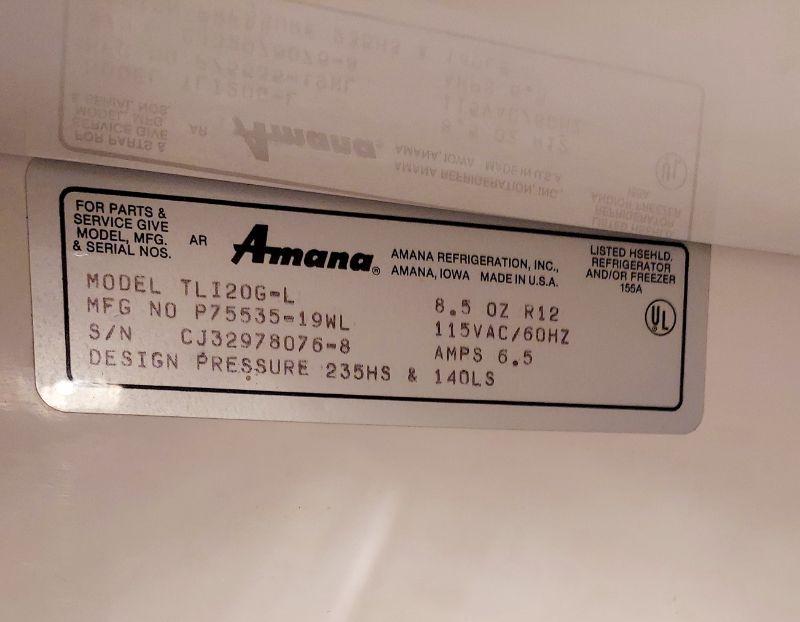 FOR PARTS &
SERVICE GIVE
MODEL, MFG.
& SERIAL NOS.
AR
Amana®
AMANA REFRIGERATION, INC.,
AMANA, IOWA MADE IN U.S.A.
LISTED HSEHLD.
REFRIGERATOR
AND/OR FREEZER
155A
UL
MODEL TLI20G-L
MFG NO P75535-19WL
S/N CJ32978076-8
DESIGN PRESSURE 235HS & 140LS
8.5 OZ R12
115VAC/60HZ
AMPS 6.5